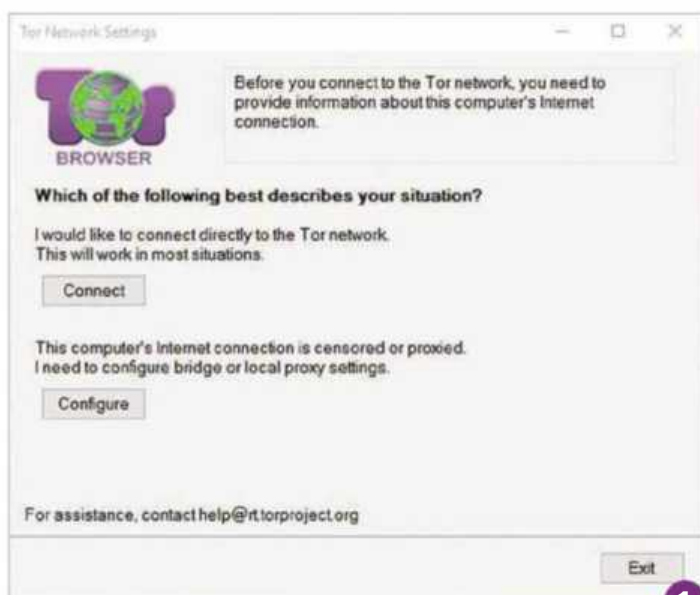 Tor Network Settings
Tor
BROWSER
Before you connect to the Tor network, you need to
provide information about this computer's Internet
connection.
Which of the following best describes your situation?
I would like to connect directly to the Tor network.
This will work in most situations.
Connect
This computer's Internet connection is censored or proxied.
I need to configure bridge or local proxy settings.
Configure
For assistance, contact help@rt.torproject.org
Exit